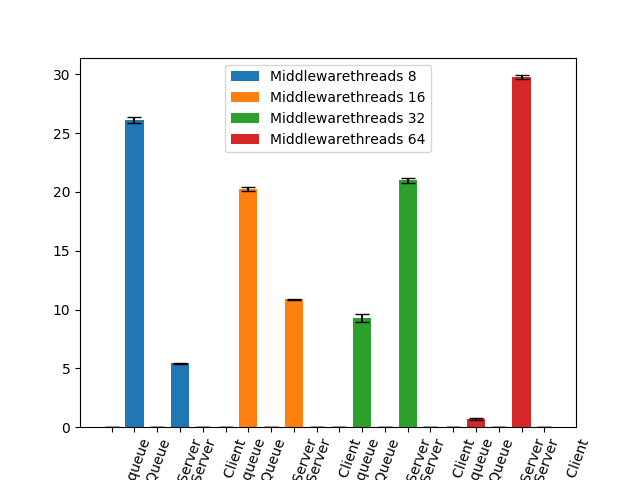 30
25
20
15
10
5
0
Middlewarethreads 8
Middlewarethreads 16
Middlewarethreads 32
Middlewarethreads 64
queue
Queue
Server
Server
Client
queue
Queue
Server
Server
Client
queue
Queue
Server
Server
Client
queue
Queue
Server
Server
Client